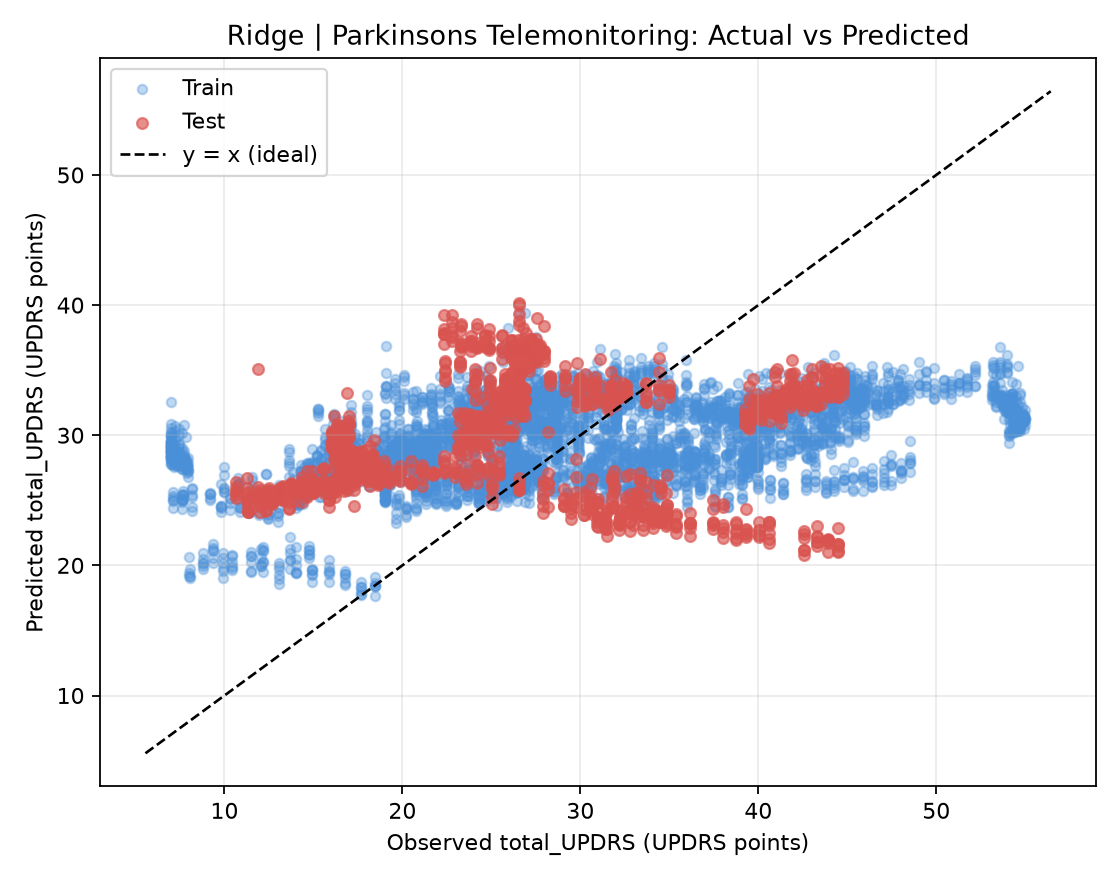 Ridge | Parkinsons Telemonitoring: Actual vs Predicted
Train
Test
y = x (ideal)
50
40
30
20
10
Predicted total_UPDRS (UPDRS points)
10 20 30 40 50
Observed total_UPDRS (UPDRS points)